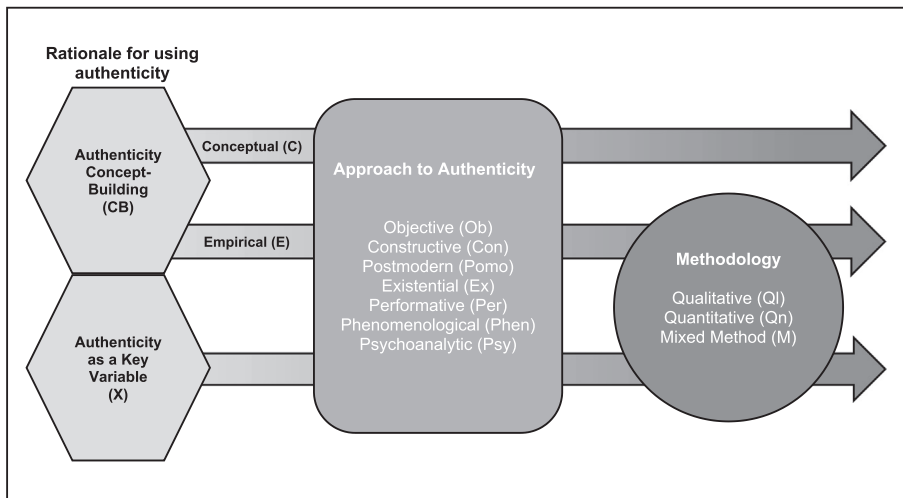 Rationale for using
authenticity
Authenticity
Concept-
Building
(CB)
Conceptual (C)
Empirical (E)
Authenticity
as a Key
Variable
(X)
Approach to Authenticity
Objective (Ob)
Constructive (Con)
Postmodern (Pomo)
Existential (Ex)
Performative (Per)
Phenomenological (Phen)
Psychoanalytic (Psy)
Methodology
Qualitative (Ql)
Quantitative (Qn)
Mixed Method (M)